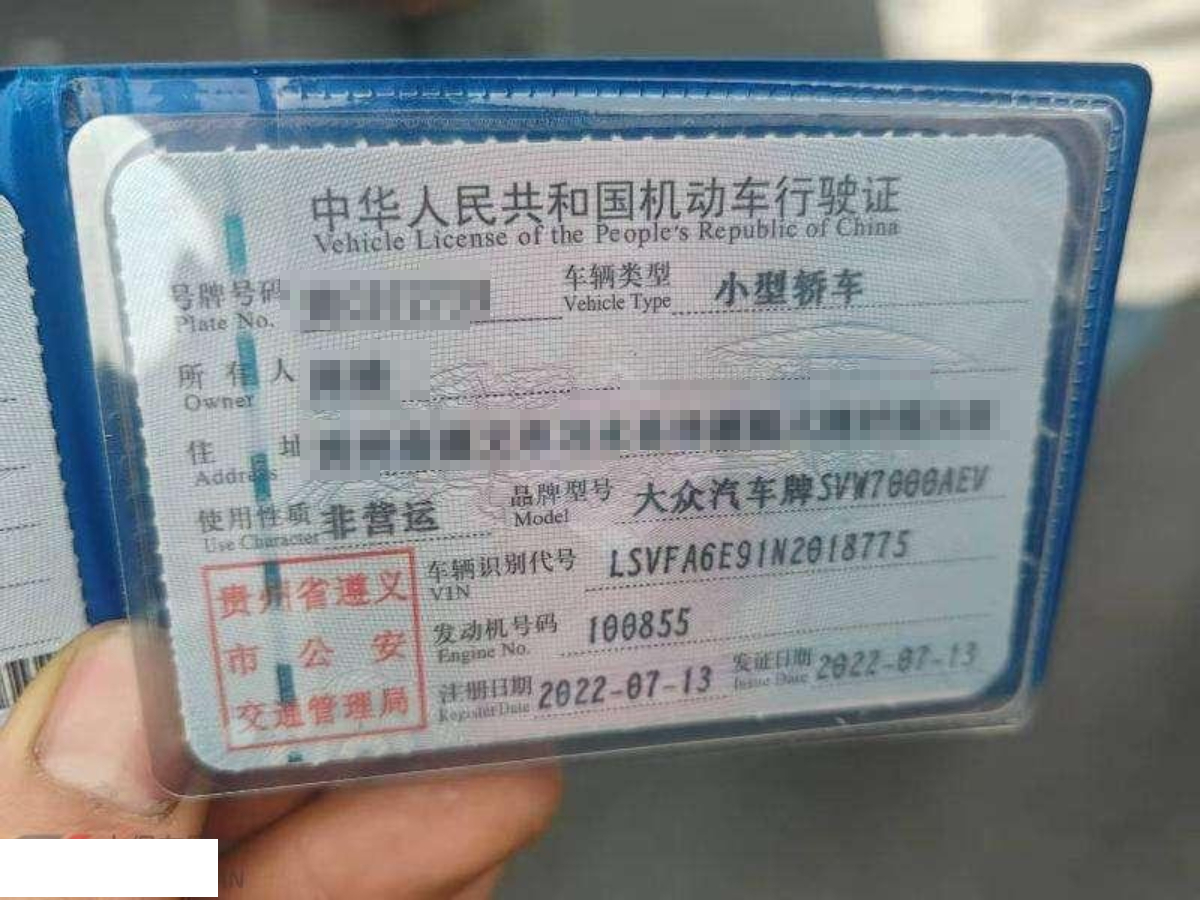 中华人民共和国机动车行驶证
Vehicle License of the People's Republic of China
号牌号码 车辆类型 小型轿车
Plate No. Vehicle Type
所有人
Owner
住址
Address
使用性质 非营运 品牌型号 大众汽车牌SVW7000AEV
Use Character Model
贵州省遵义
市公安
交通管理局
车辆识别代号 LSVFA6E91N2018775
VIN
发动机号码 100855
Engine No.
注册日期 2022-07-13 发证日期 2022-07-13
Register Date Issue Date